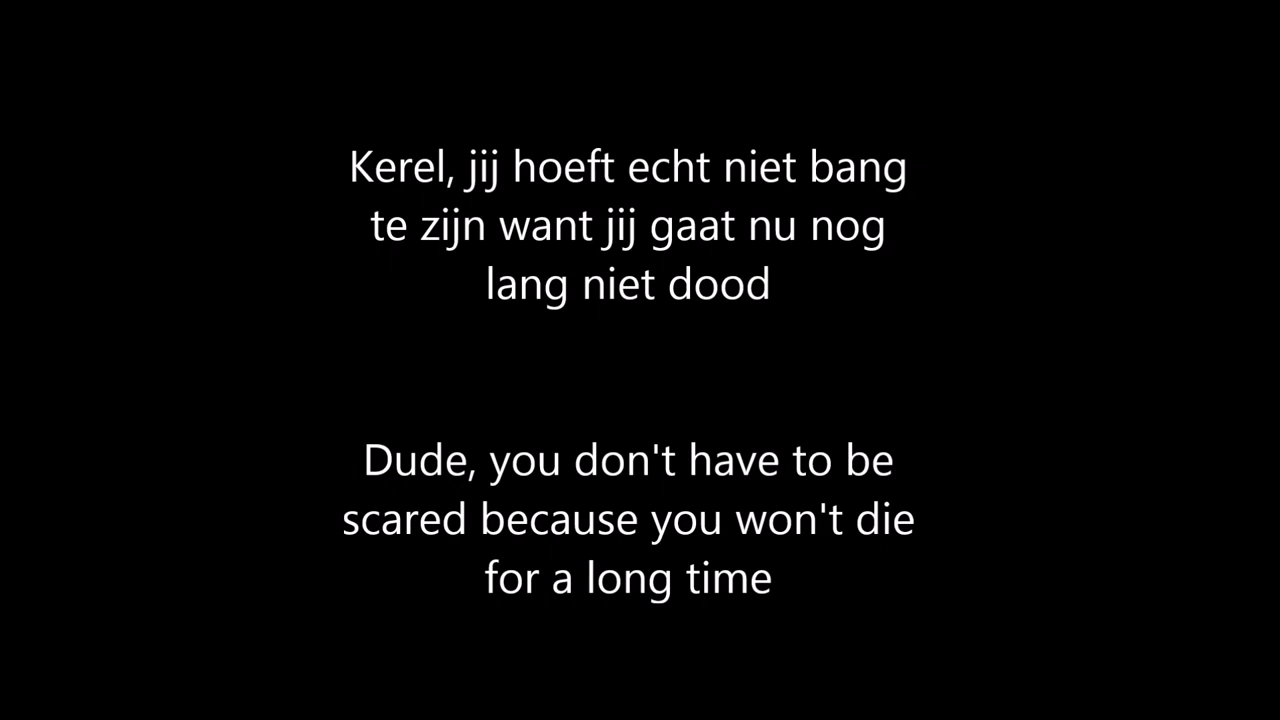 Kerel, jij hoeft echt niet bang
te zijn want jij gaat nu nog
lang niet dood
Dude, you don't have to be
scared because you won't die
for a long time